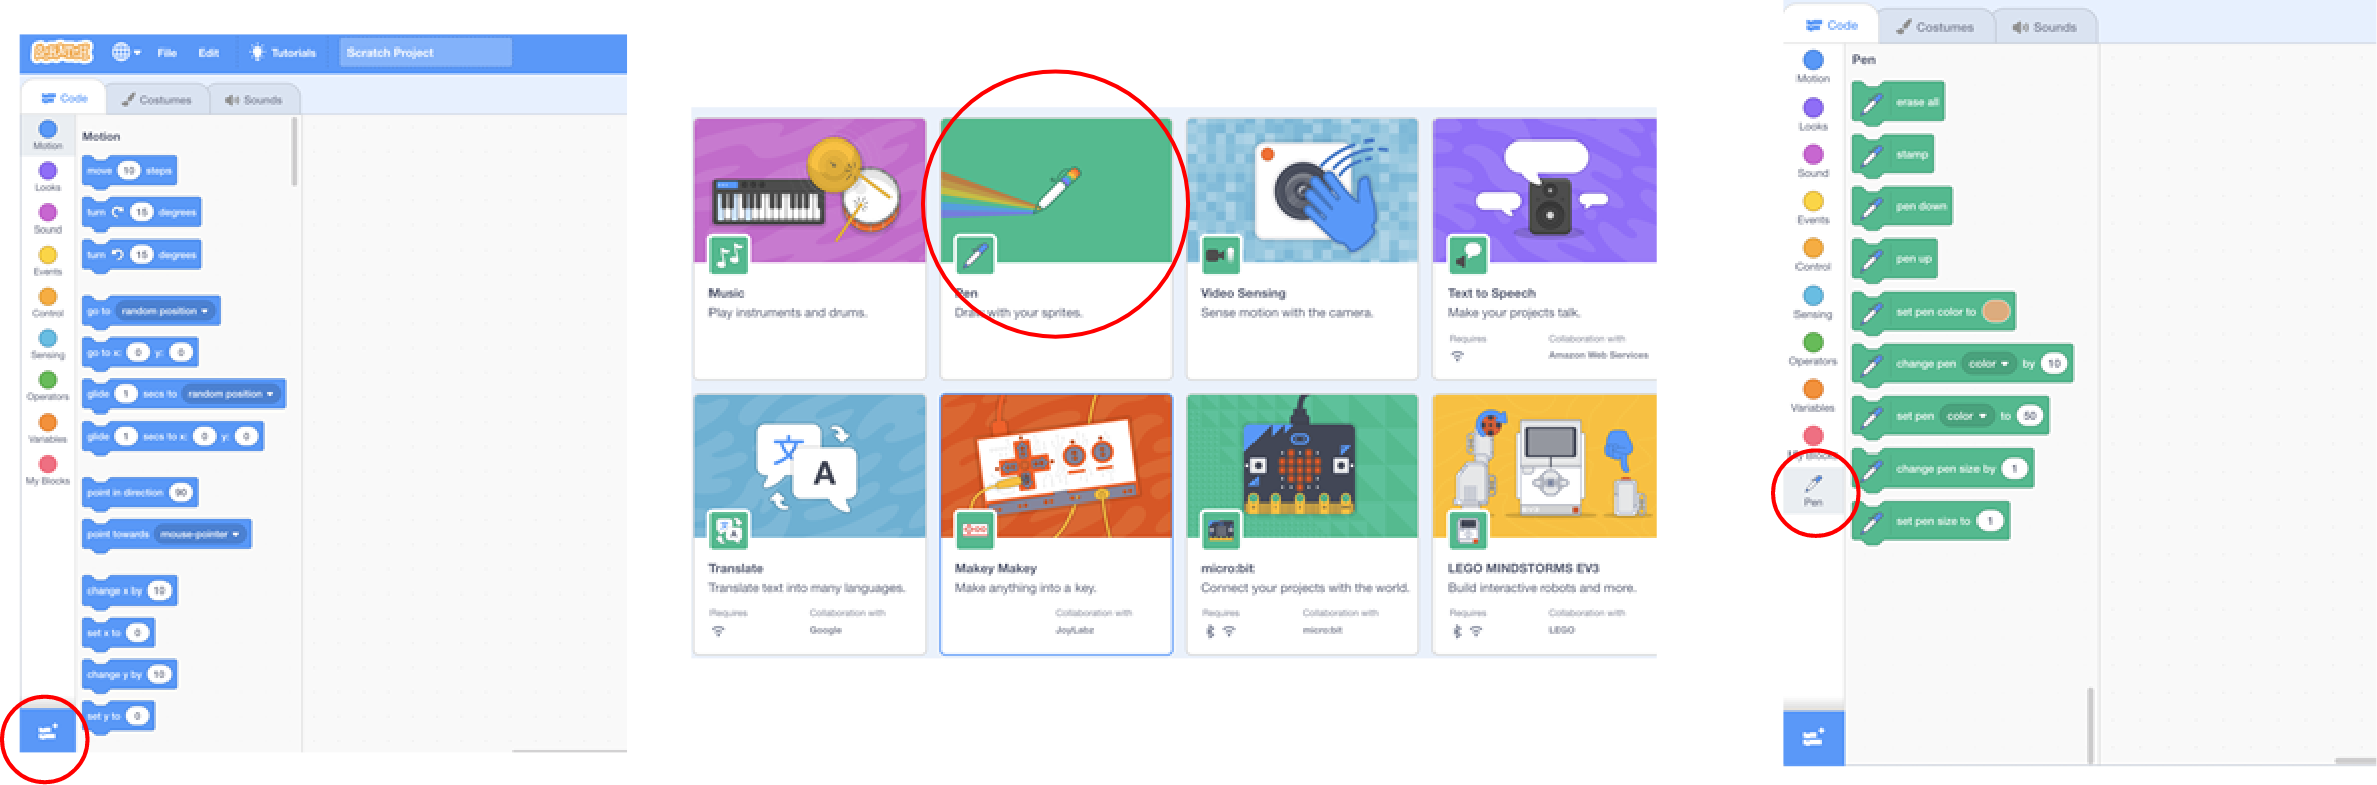 SCRATCH File Edit Tutorials Scratch Project
Code Costumes Sounds
Motion
Looks
Sound
Events
Control
Sensing
Operators
Variables
My Blocks
Motion
move 10 steps
turn 15 degrees
turn 15 degrees
go to random position
go to x: 0 y: 0
glide 1 secs to random position
glide 1 secs to x: 0 y: 0
point in direction 90
point towards mouse-pointer
change x by 10
set x to 0
change y by 10
set y to 0
Music
Play instruments and drums.
Pen
Draw with your sprites.
Video Sensing
Sense motion with the camera.
Text to Speech
Make your projects talk.
Requires Collaboration with
Amazon Web Services
文 A
Translate
Translate text into many languages.
Requires Collaboration with
Google
Makey Makey
Make anything into a key.
Collaboration with
JoyLabz
micro:bit
Connect your projects with the world.
Requires Collaboration with
micro:bit
EV3
LEGO MINDSTORMS EV3
Build interactive robots and more.
Requires Collaboration with
LEGO
Code Costumes Sounds
Motion
Looks
Sound
Events
Control
Sensing
Operators
Variables
My Blocks
Pen
Pen
erase all
stamp
pen down
pen up
set pen color to
change pen color by 10
set pen color to 50
change pen size by 1
set pen size to 1